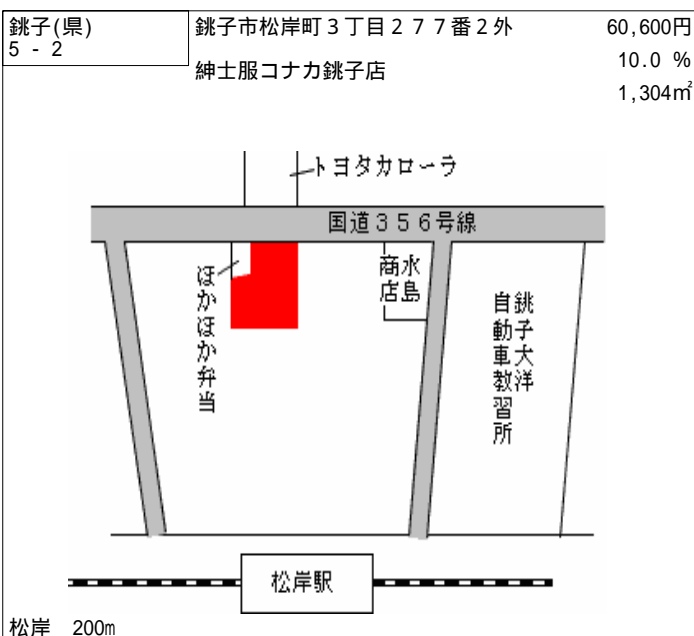 銚子(県)
5 - 2
銚子市松岸町３丁目２７７番２外
60,600円
紳士服コナカ銚子店
10.0 %
1,304㎡
トヨタカローラ
国道３５６号線
ほかほか弁当
水島
商店
銚子大洋
自動車教習所
松岸駅
松岸 200m